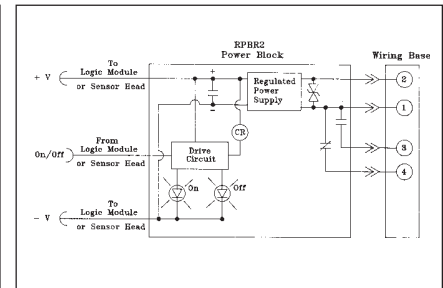 RPBR2
Power Block
Wiring Base
To
Logic Module
or Sensor Head
+ V
+
-
Regulated
Power
Supply
2
1
CR
From
Logic Module
or Sensor Head
On/Off
Drive
Circuit
3
4
On
Off
To
Logic Module
or Sensor Head
- V